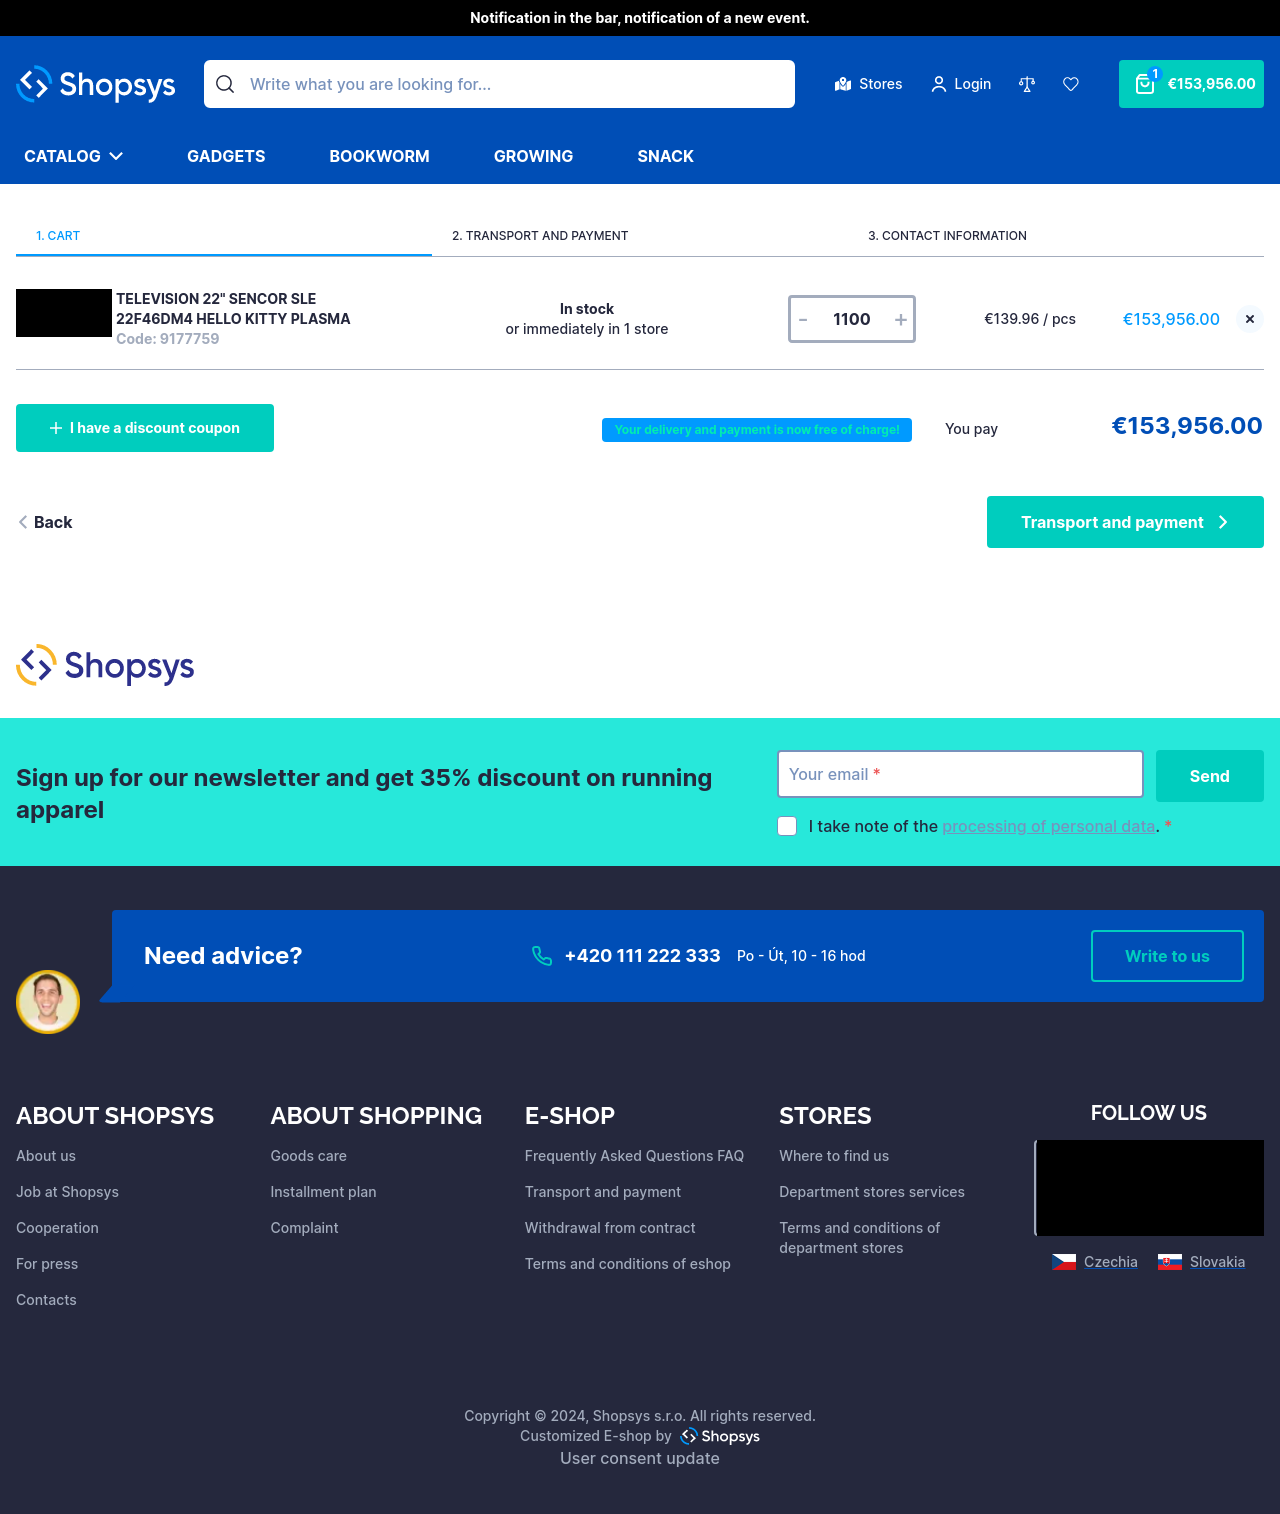 Notification in the bar, notification of a new event.
Shopsys
Write what you are looking for...
Stores
Login
1
€153,956.00
CATALOG
GADGETS
BOOKWORM
GROWING
SNACK
1. CART
2. TRANSPORT AND PAYMENT
3. CONTACT INFORMATION
TELEVISION 22" SENCOR SLE
22F46DM4 HELLO KITTY PLASMA
Code: 9177759
In stock
or immediately in 1 store
- 1100 +
€139.96 / pcs
€153,956.00
I have a discount coupon
Your delivery and payment is now free of charge!
You pay
€153,956.00
Back
Transport and payment
Shopsys
Sign up for our newsletter and get 35% discount on running
apparel
Your email *
Send
I take note of the processing of personal data. *
Need advice?
+420 111 222 333
Po - Út, 10 - 16 hod
Write to us
ABOUT SHOPSYS
About us
Job at Shopsys
Cooperation
For press
Contacts
ABOUT SHOPPING
Goods care
Installment plan
Complaint
E-SHOP
Frequently Asked Questions FAQ
Transport and payment
Withdrawal from contract
Terms and conditions of eshop
STORES
Where to find us
Department stores services
Terms and conditions of
department stores
FOLLOW US
Czechia
Slovakia
Copyright © 2024, Shopsys s.r.o. All rights reserved.
Customized E-shop by Shopsys
User consent update